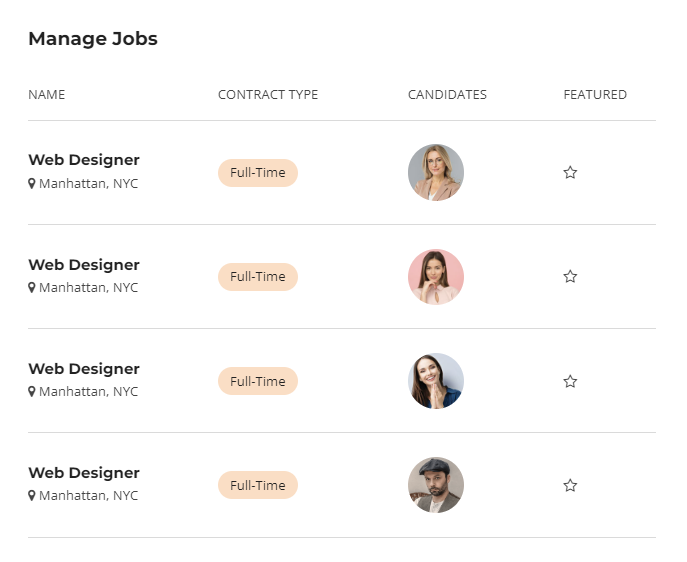 Manage Jobs
NAME CONTRACT TYPE CANDIDATES FEATURED
Web Designer
Manhattan, NYC
Full-Time
Web Designer
Manhattan, NYC
Full-Time
Web Designer
Manhattan, NYC
Full-Time
Web Designer
Manhattan, NYC
Full-Time